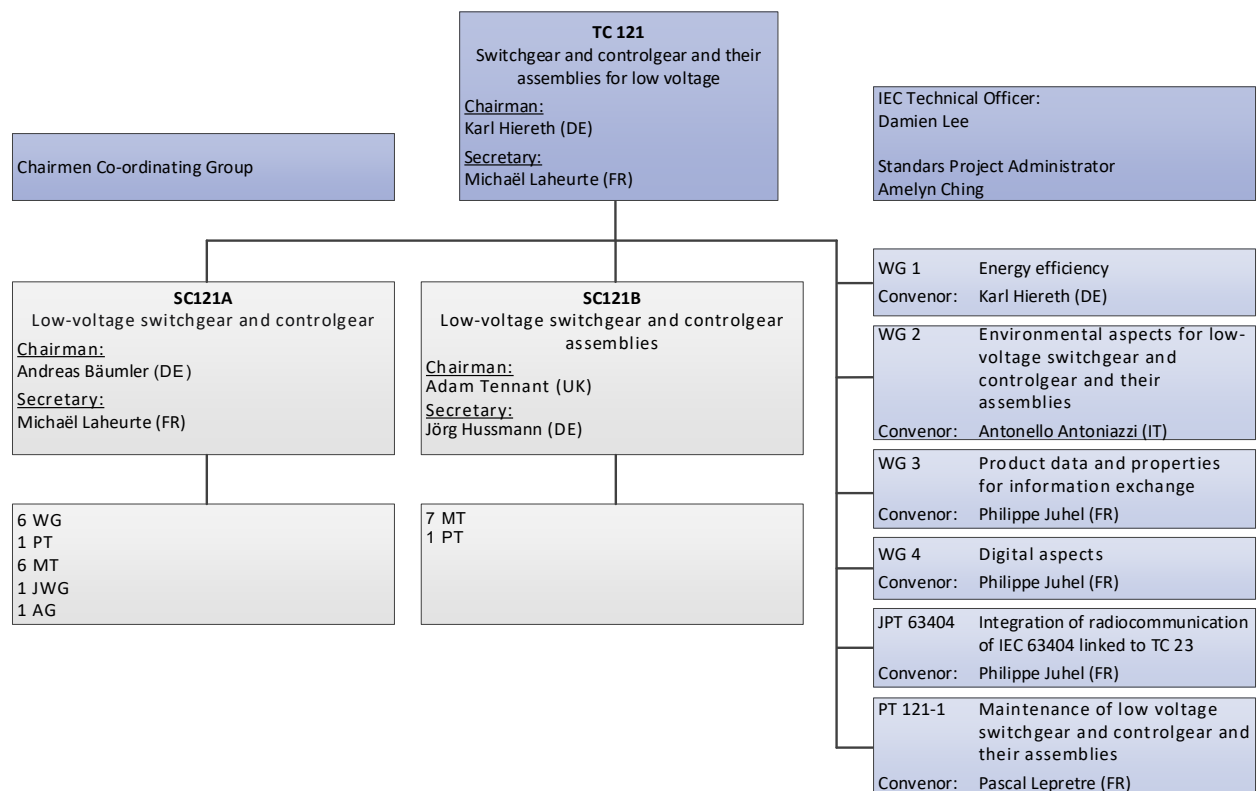 TC 121
Switchgear and controlgear and their
assemblies for low voltage
Chairman:
Karl Hiereth (DE)
Secretary:
Michaël Laheurte (FR)
Chairmen Co-ordinating Group
IEC Technical Officer:
Damien Lee
Standars Project Administrator
Amelyn Ching
SC121A
Low-voltage switchgear and controlgear
Chairman:
Andreas Bäumler (DE)
Secretary:
Michaël Laheurte (FR)
6 WG
1 PT
6 MT
1 JWG
1 AG
SC121B
Low-voltage switchgear and controlgear
assemblies
Chairman:
Adam Tennant (UK)
Secretary:
Jörg Hussmann (DE)
7 MT
1 PT
WG 1 Energy efficiency
Convenor: Karl Hiereth (DE)
WG 2 Environmental aspects for low-
voltage switchgear and
controlgear and their
assemblies
Convenor: Antonello Antoniazzi (IT)
WG 3 Product data and properties
for information exchange
Convenor: Philippe Juhel (FR)
WG 4 Digital aspects
Convenor: Philippe Juhel (FR)
JPT 63404 Integration of radiocommunication
of IEC 63404 linked to TC 23
Convenor: Philippe Juhel (FR)
PT 121-1 Maintenance of low voltage
switchgear and controlgear and
their assemblies
Convenor: Pascal Lepretre (FR)